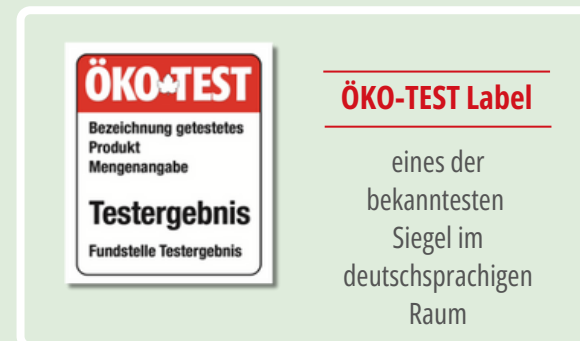 ÖKO-TEST
Bezeichnung getestetes
Produkt
Mengenangabe
Testergebnis
Fundstelle Testergebnis
ÖKO-TEST Label
eines der
bekanntesten
Siegel im
deutschsprachigen
Raum